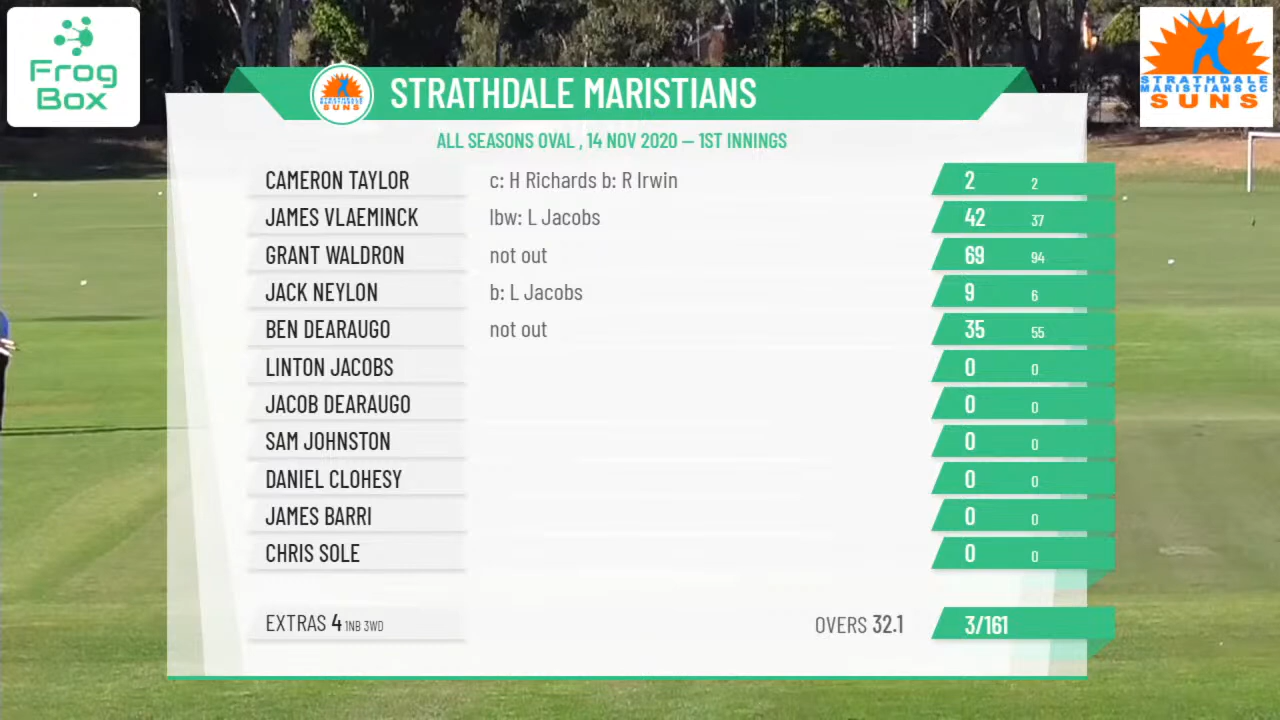 Frog
Box
STRATHDALE
MARISTIANS CC
SUNS
STRATHDALE MARISTIANS
ALL SEASONS OVAL , 14 NOV 2020 – 1ST INNINGS
CAMERON TAYLOR c: H Richards b: R Irwin 2 2
JAMES VLAEMINCK lbw: L Jacobs 42 37
GRANT WALDRON not out 69 94
JACK NEYLON b: L Jacobs 9 6
BEN DEARAUGO not out 35 55
LINTON JACOBS 0 0
JACOB DEARAUGO 0 0
SAM JOHNSTON 0 0
DANIEL CLOHESY 0 0
JAMES BARRI 0 0
CHRIS SOLE 0 0
EXTRAS 4 1NB 3WD OVERS 32.1 3/161